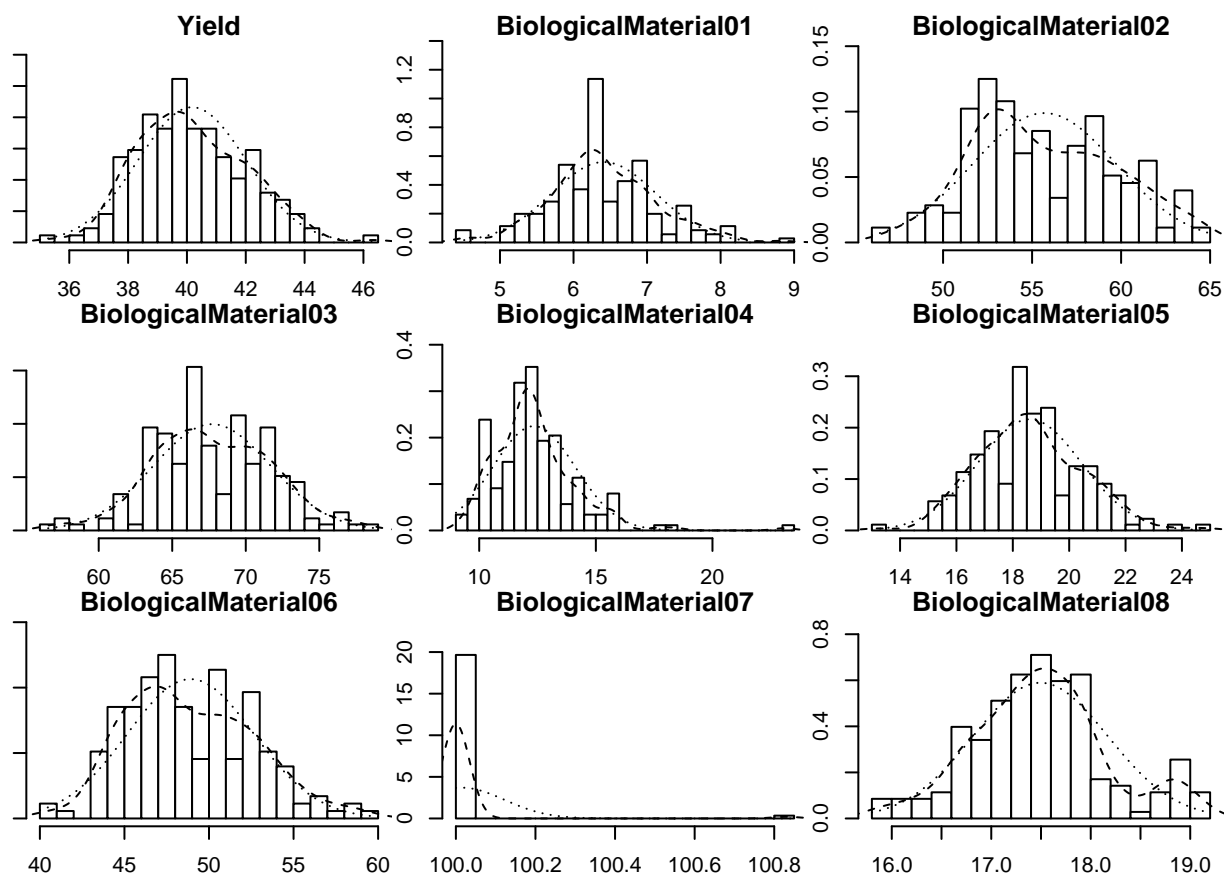 Yield
36 38 40 42 44 46
BiologicalMaterial01
0.0 0.4 0.8 1.2
5 6 7 8 9
BiologicalMaterial02
0.00 0.05 0.10 0.15
50 55 60 65
BiologicalMaterial03
60 65 70 75
BiologicalMaterial04
0.0 0.2 0.4
10 15 20
BiologicalMaterial05
0.0 0.1 0.2 0.3
14 16 18 20 22 24
BiologicalMaterial06
40 45 50 55 60
BiologicalMaterial07
0 5 10 15 20
100.0 100.2 100.4 100.6 100.8
BiologicalMaterial08
0.0 0.4 0.8
16.0 17.0 18.0 19.0